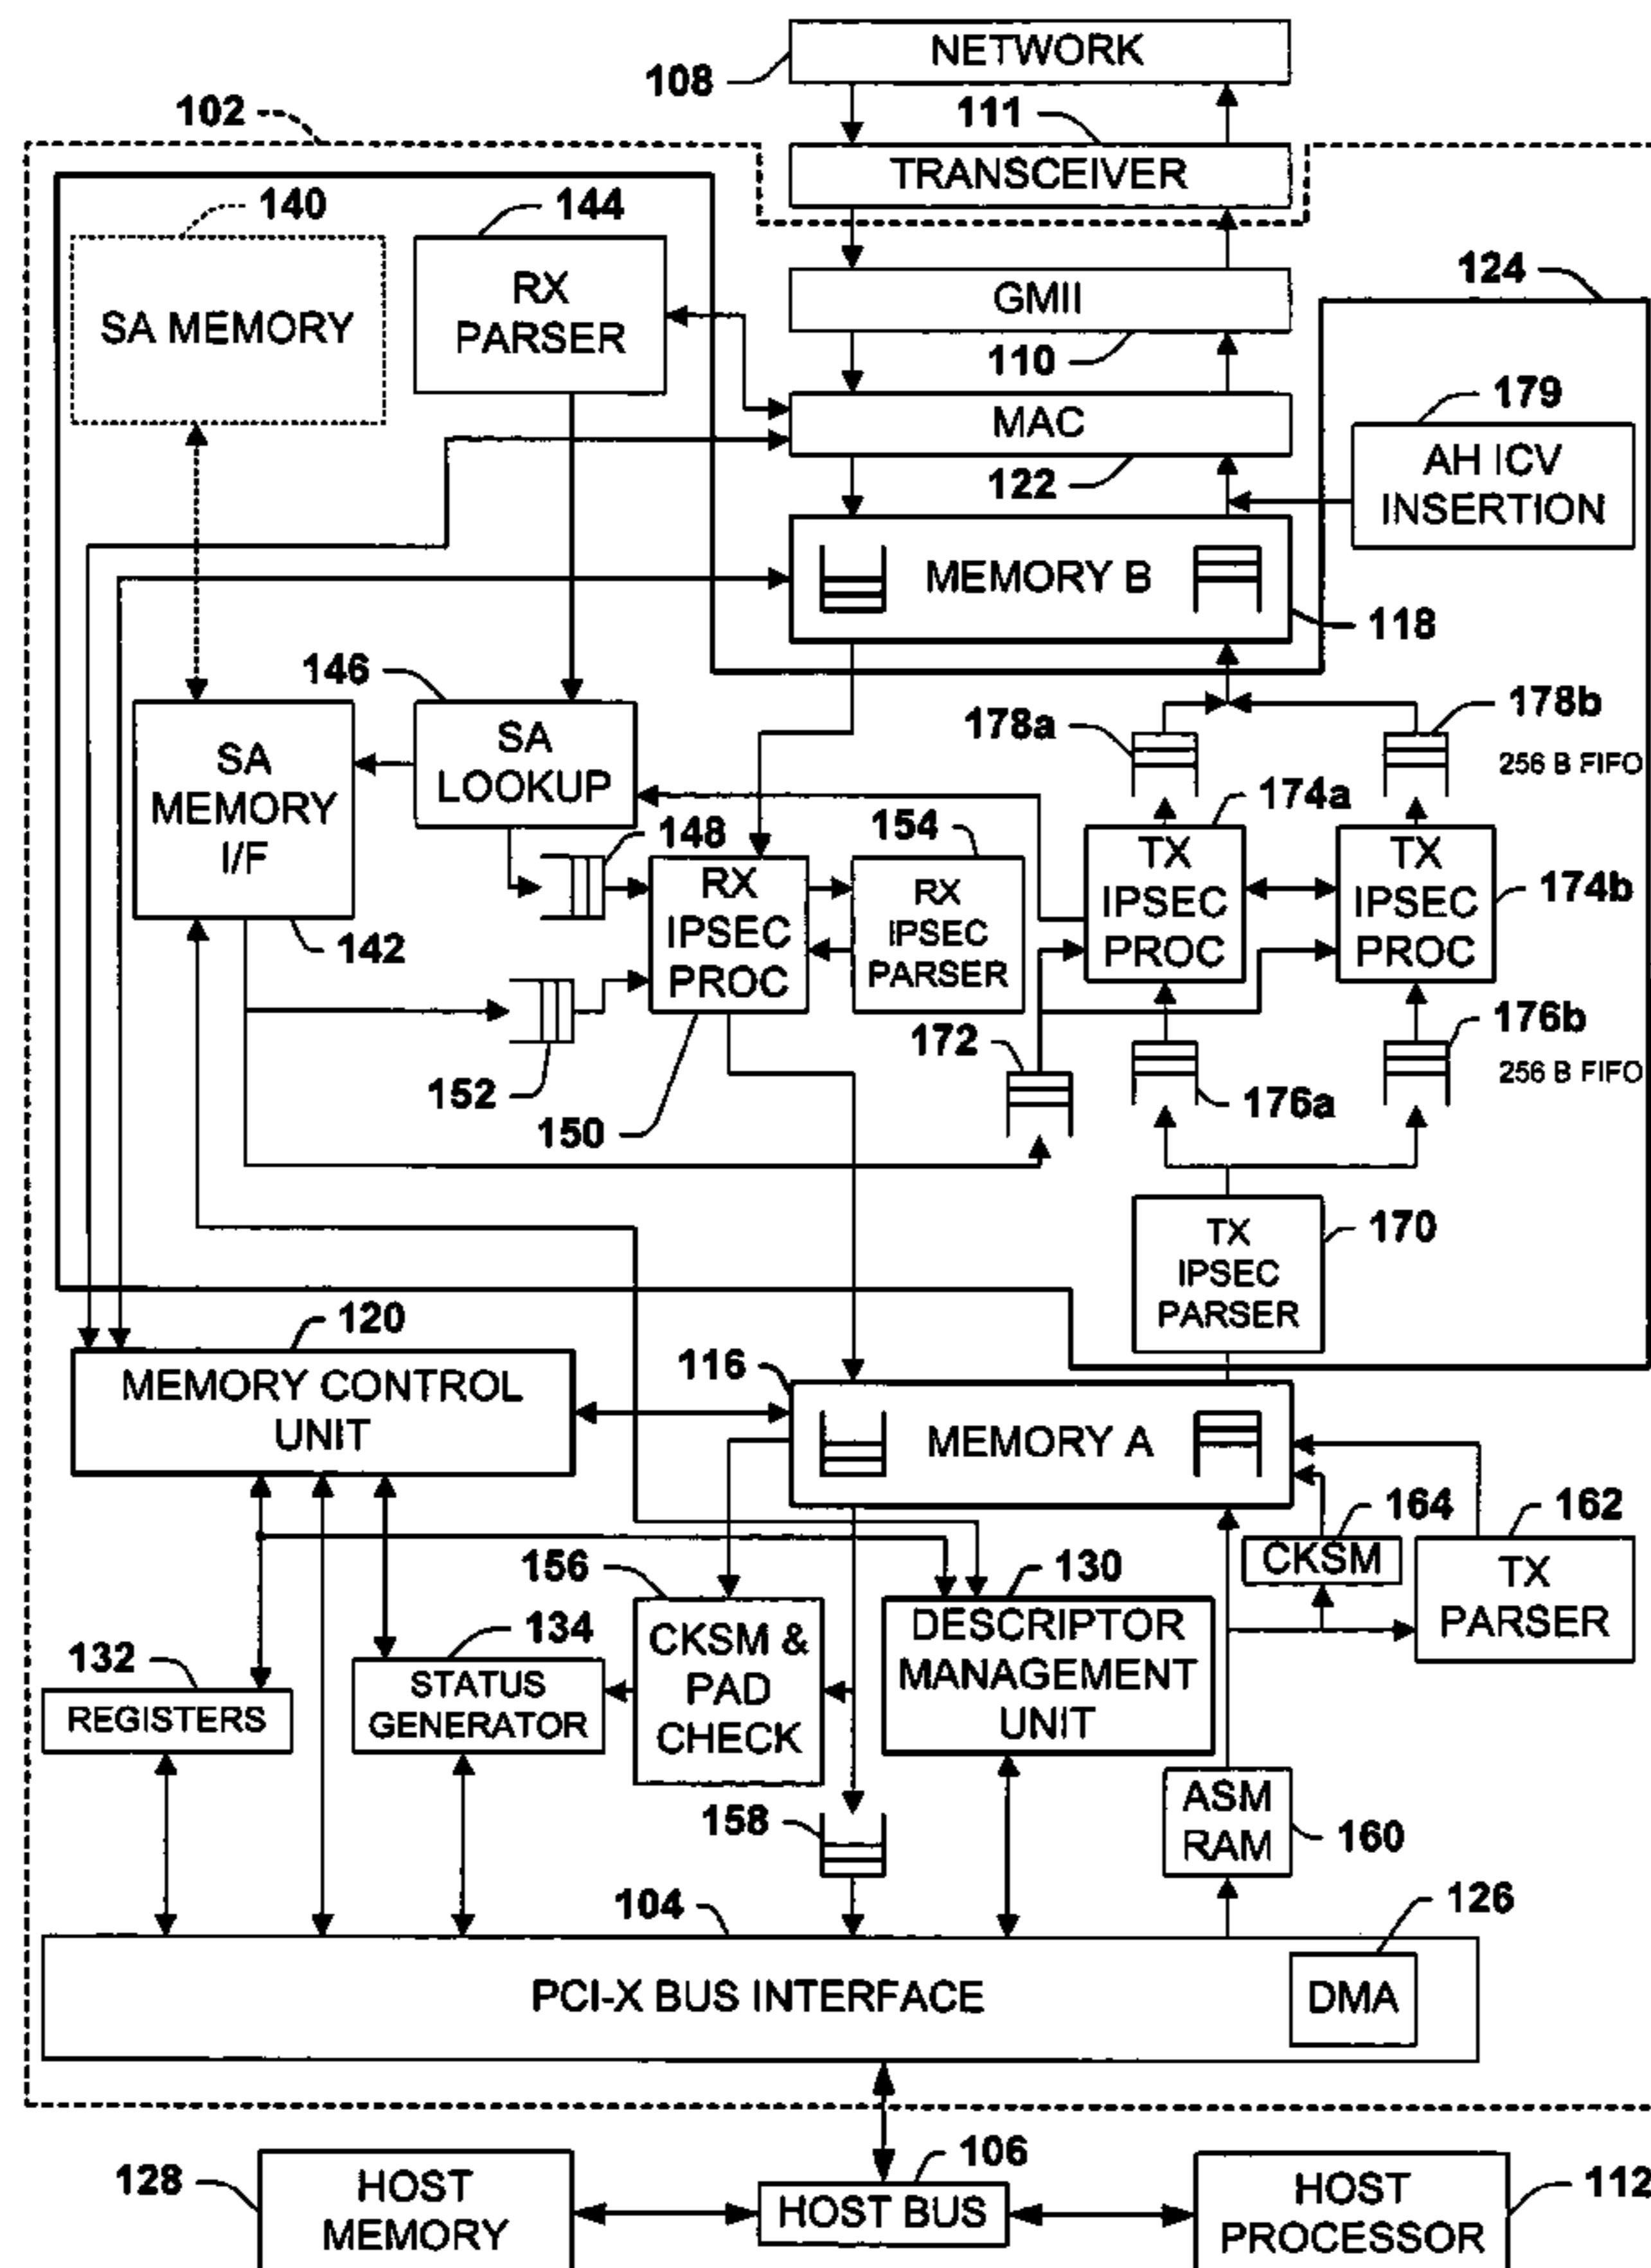 NETWORK
108
102
111
TRANSCEIVER
140
144
SA MEMORY
RX
PARSER
GMII
124
110
MAC
179
AH ICV
INSERTION
122
MEMORY B
118
146
SA
MEMORY
I/F
SA
LOOKUP
178a
178b
256 B FIFO
148
154
174a
RX
IPSEC
PROC
RX
IPSEC
PARSER
TX
IPSEC
PROC
TX
IPSEC
PROC
174b
142
172
176b
256 B FIFO
152
150
176a
TX
IPSEC
PARSER
170
120
116
MEMORY CONTROL
UNIT
MEMORY A
164
162
156
130
CKSM
TX
PARSER
132
134
CKSM &
PAD
CHECK
DESCRIPTOR
MANAGEMENT
UNIT
REGISTERS
STATUS
GENERATOR
158
ASM
RAM
160
104
126
PCI-X BUS INTERFACE
DMA
106
128
HOST
MEMORY
HOST BUS
HOST
PROCESSOR
112